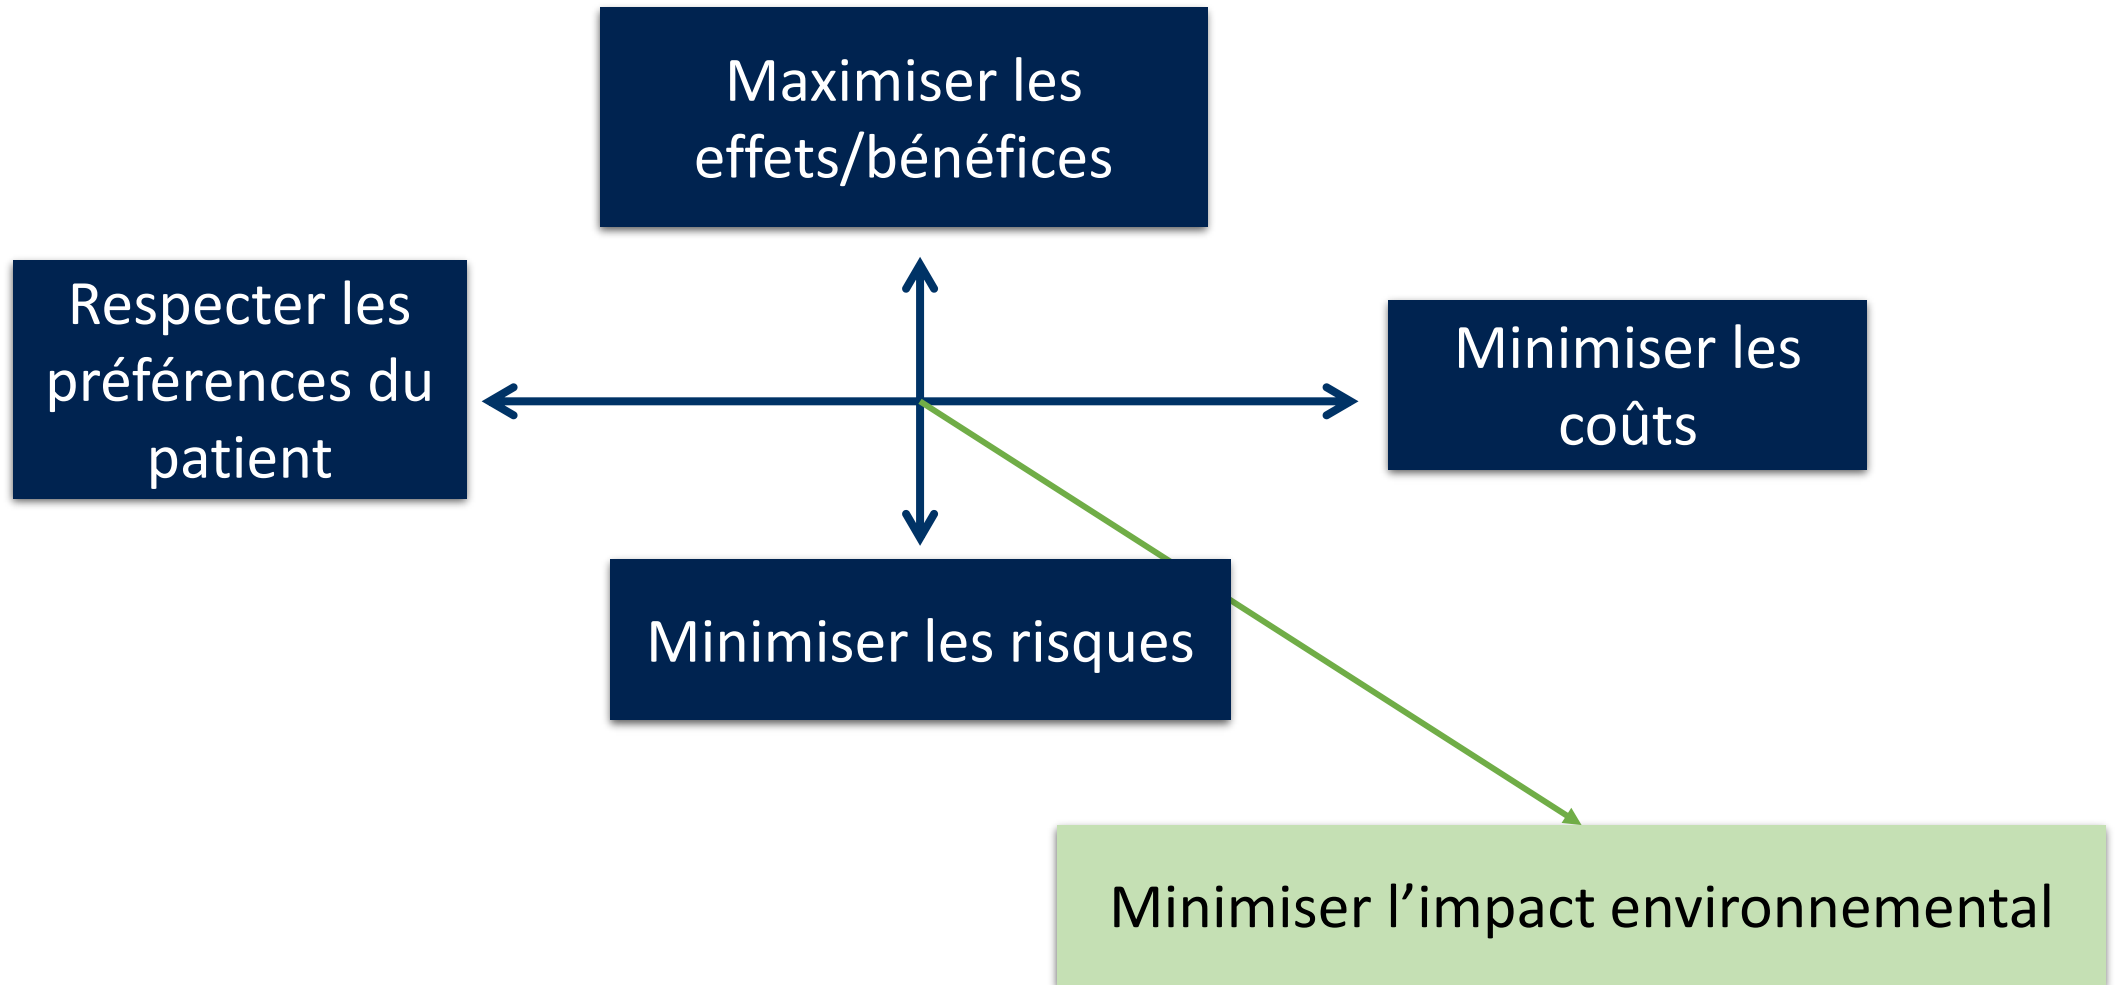 Maximiser les
effets/bénéfices
Respecter les
préférences du
patient
Minimiser les
coûts
Minimiser les risques
Minimiser l’impact environnemental